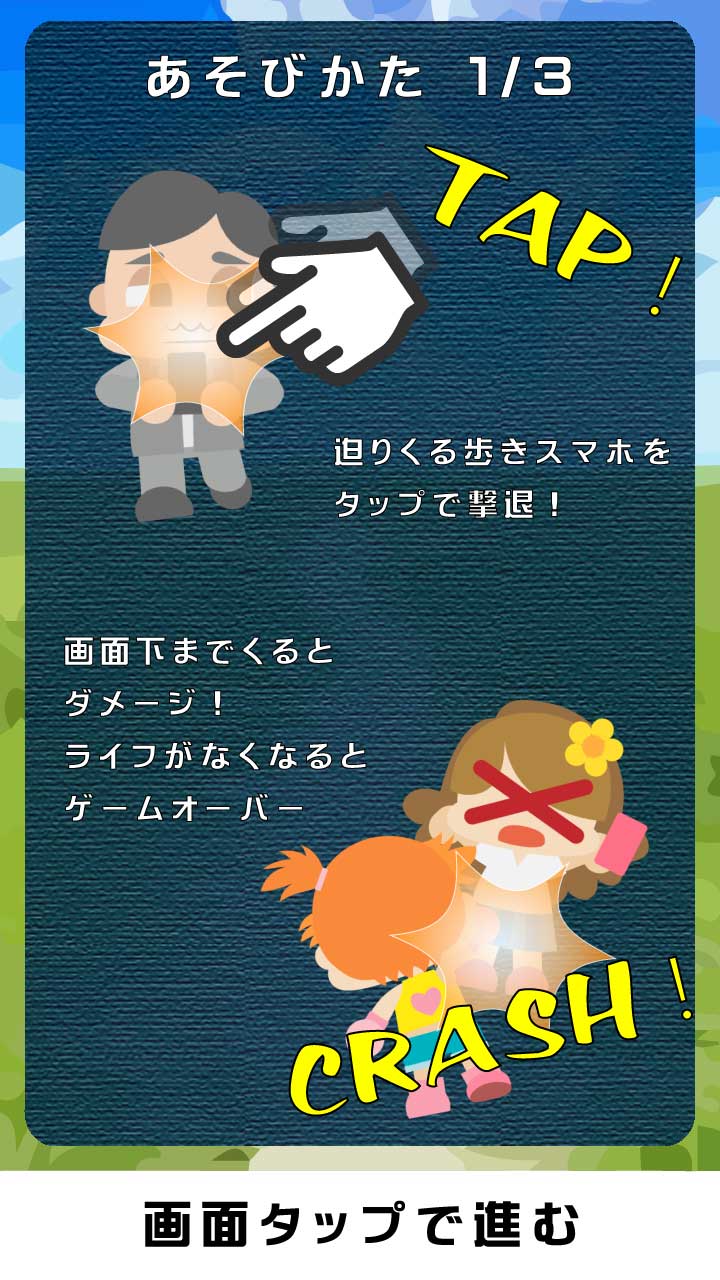 あそびかた 1/3
TAP！
迫りくる歩きスマホを
タップで撃退！
画面下までくると
ダメージ！
ライフがなくなると
ゲームオーバー
CRASH！
画面タップで進む